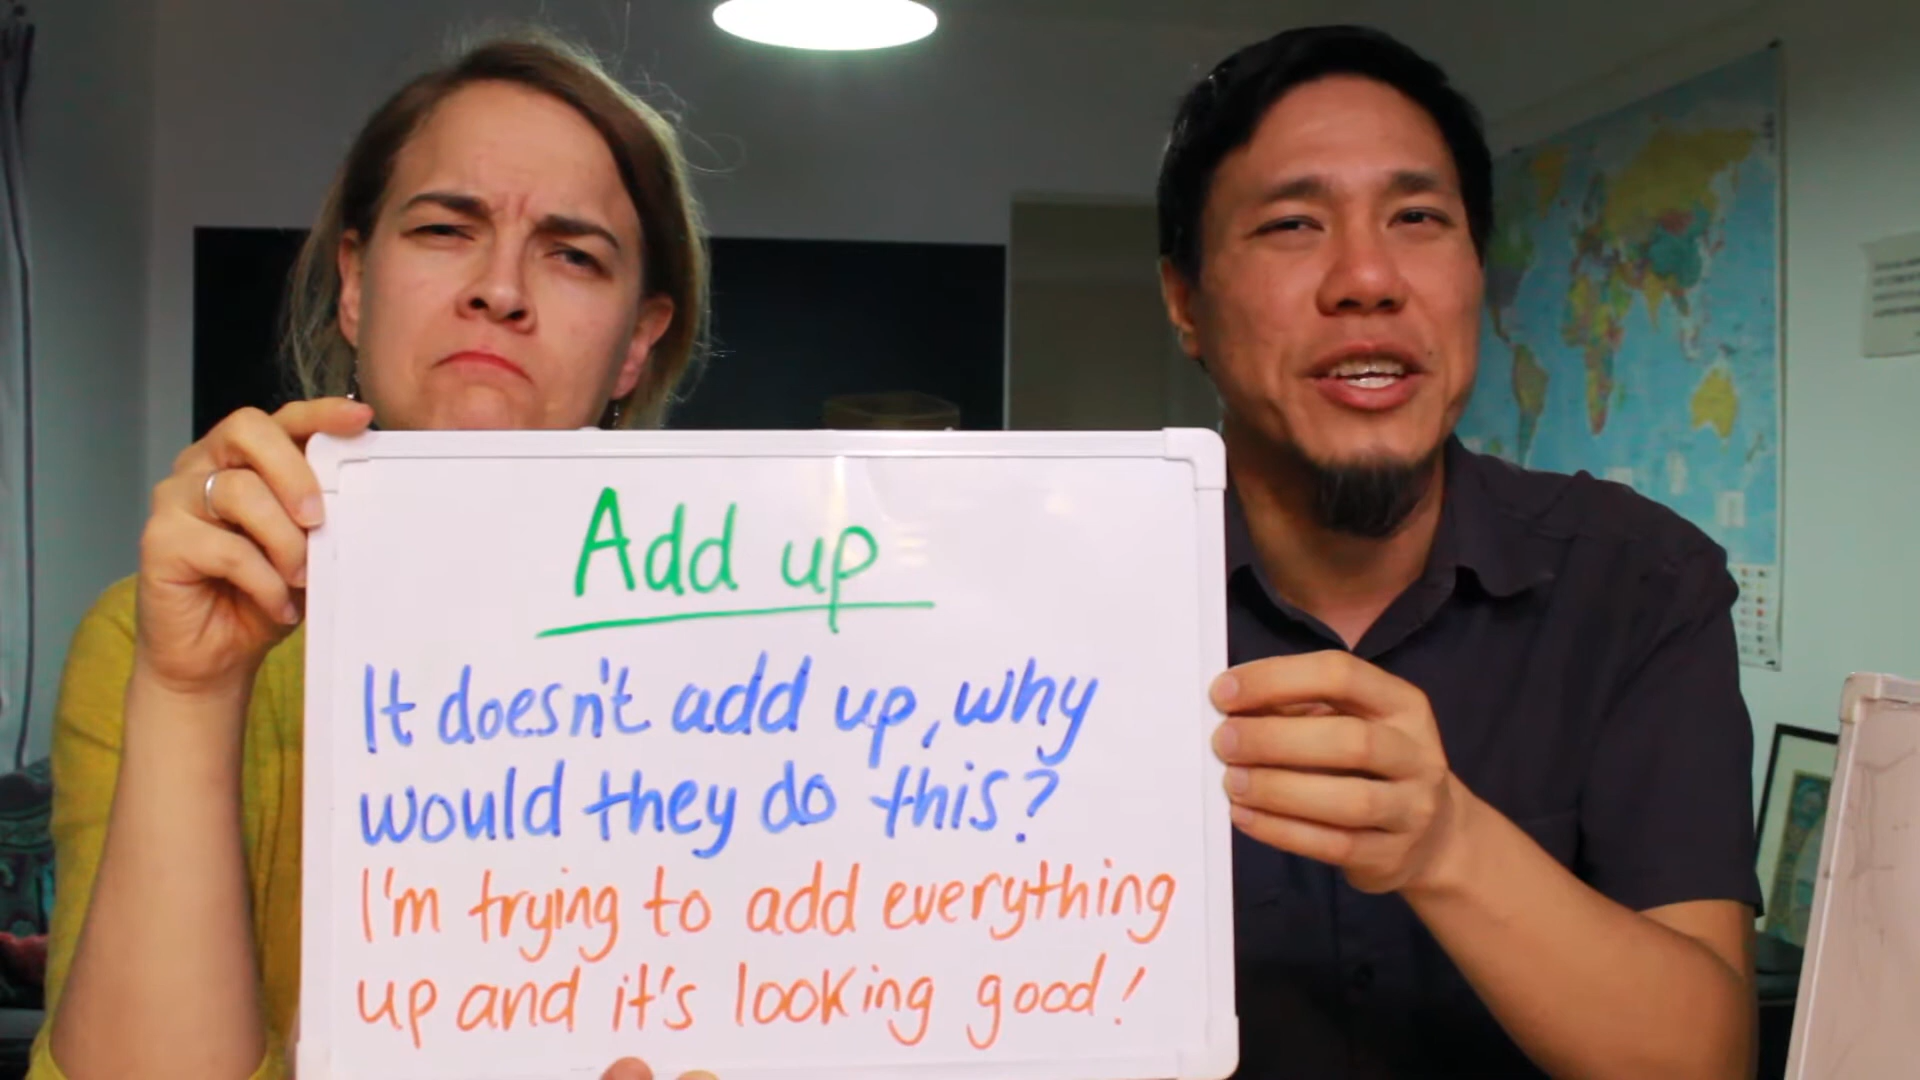 Add up
It doesn't add up, why
would they do this?
I'm trying to add everything
up and it's looking good!